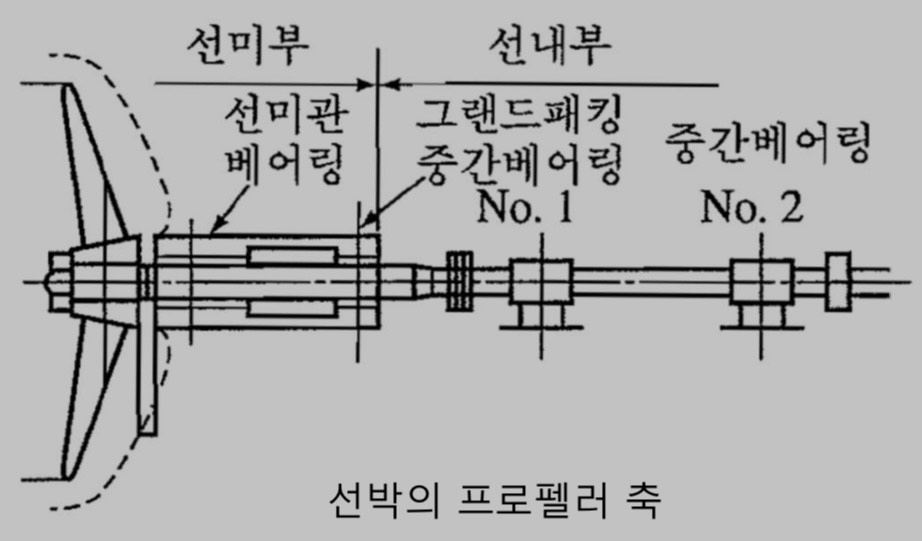 선미부
선내부
선미관
베어링
그랜드패킹
중간베어링
No. 1
중간베어링
No. 2
선박의 프로펠러 축